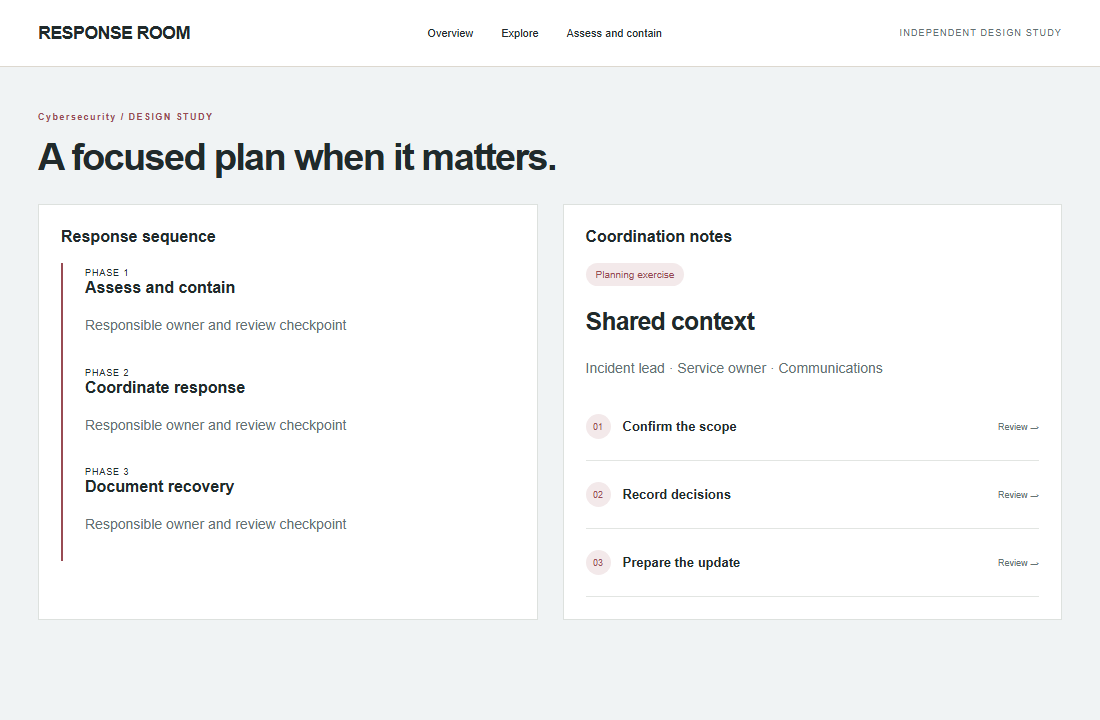 RESPONSE ROOM
Overview
Explore
Assess and contain
INDEPENDENT DESIGN STUDY
Cybersecurity / DESIGN STUDY
A focused plan when it matters.
Response sequence
PHASE 1
Assess and contain
Responsible owner and review checkpoint
PHASE 2
Coordinate response
Responsible owner and review checkpoint
PHASE 3
Document recovery
Responsible owner and review checkpoint
Coordination notes
Planning exercise
Shared context
Incident lead · Service owner · Communications
01 Confirm the scope Review →
02 Record decisions Review →
03 Prepare the update Review →